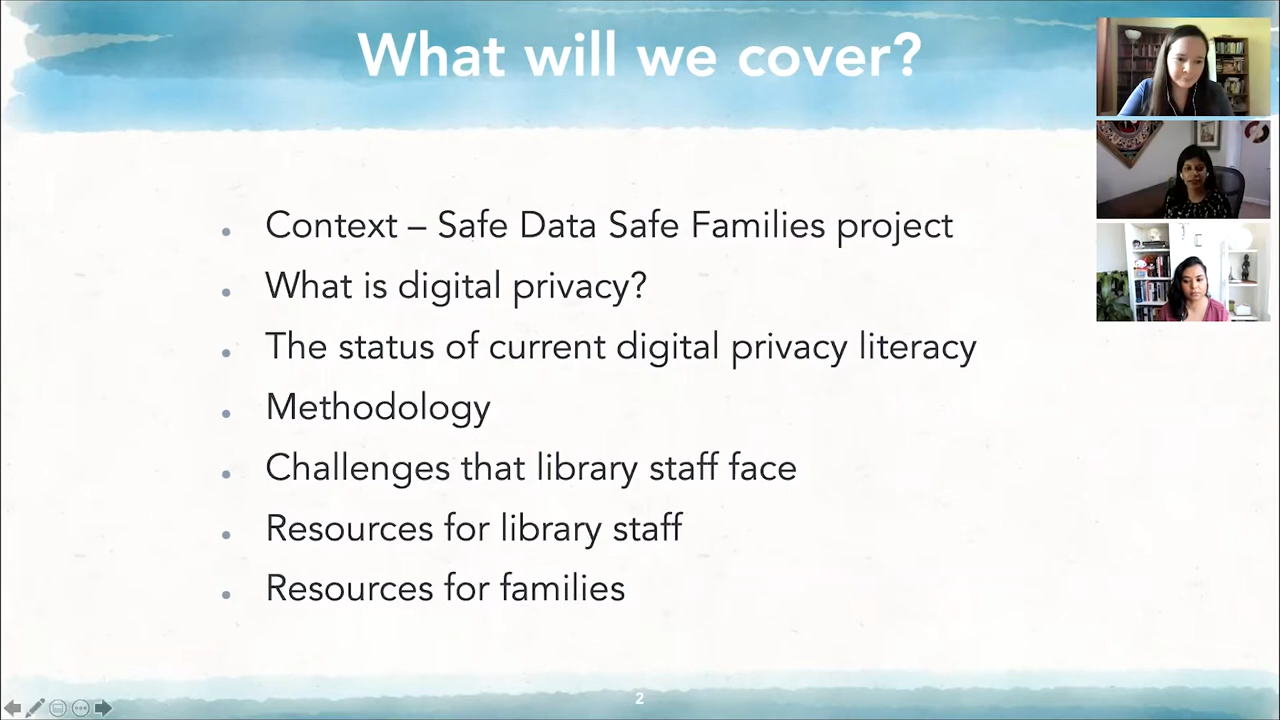 What will we cover?
Context – Safe Data Safe Families project
What is digital privacy?
The status of current digital privacy literacy
Methodology
Challenges that library staff face
Resources for library staff
Resources for families
2